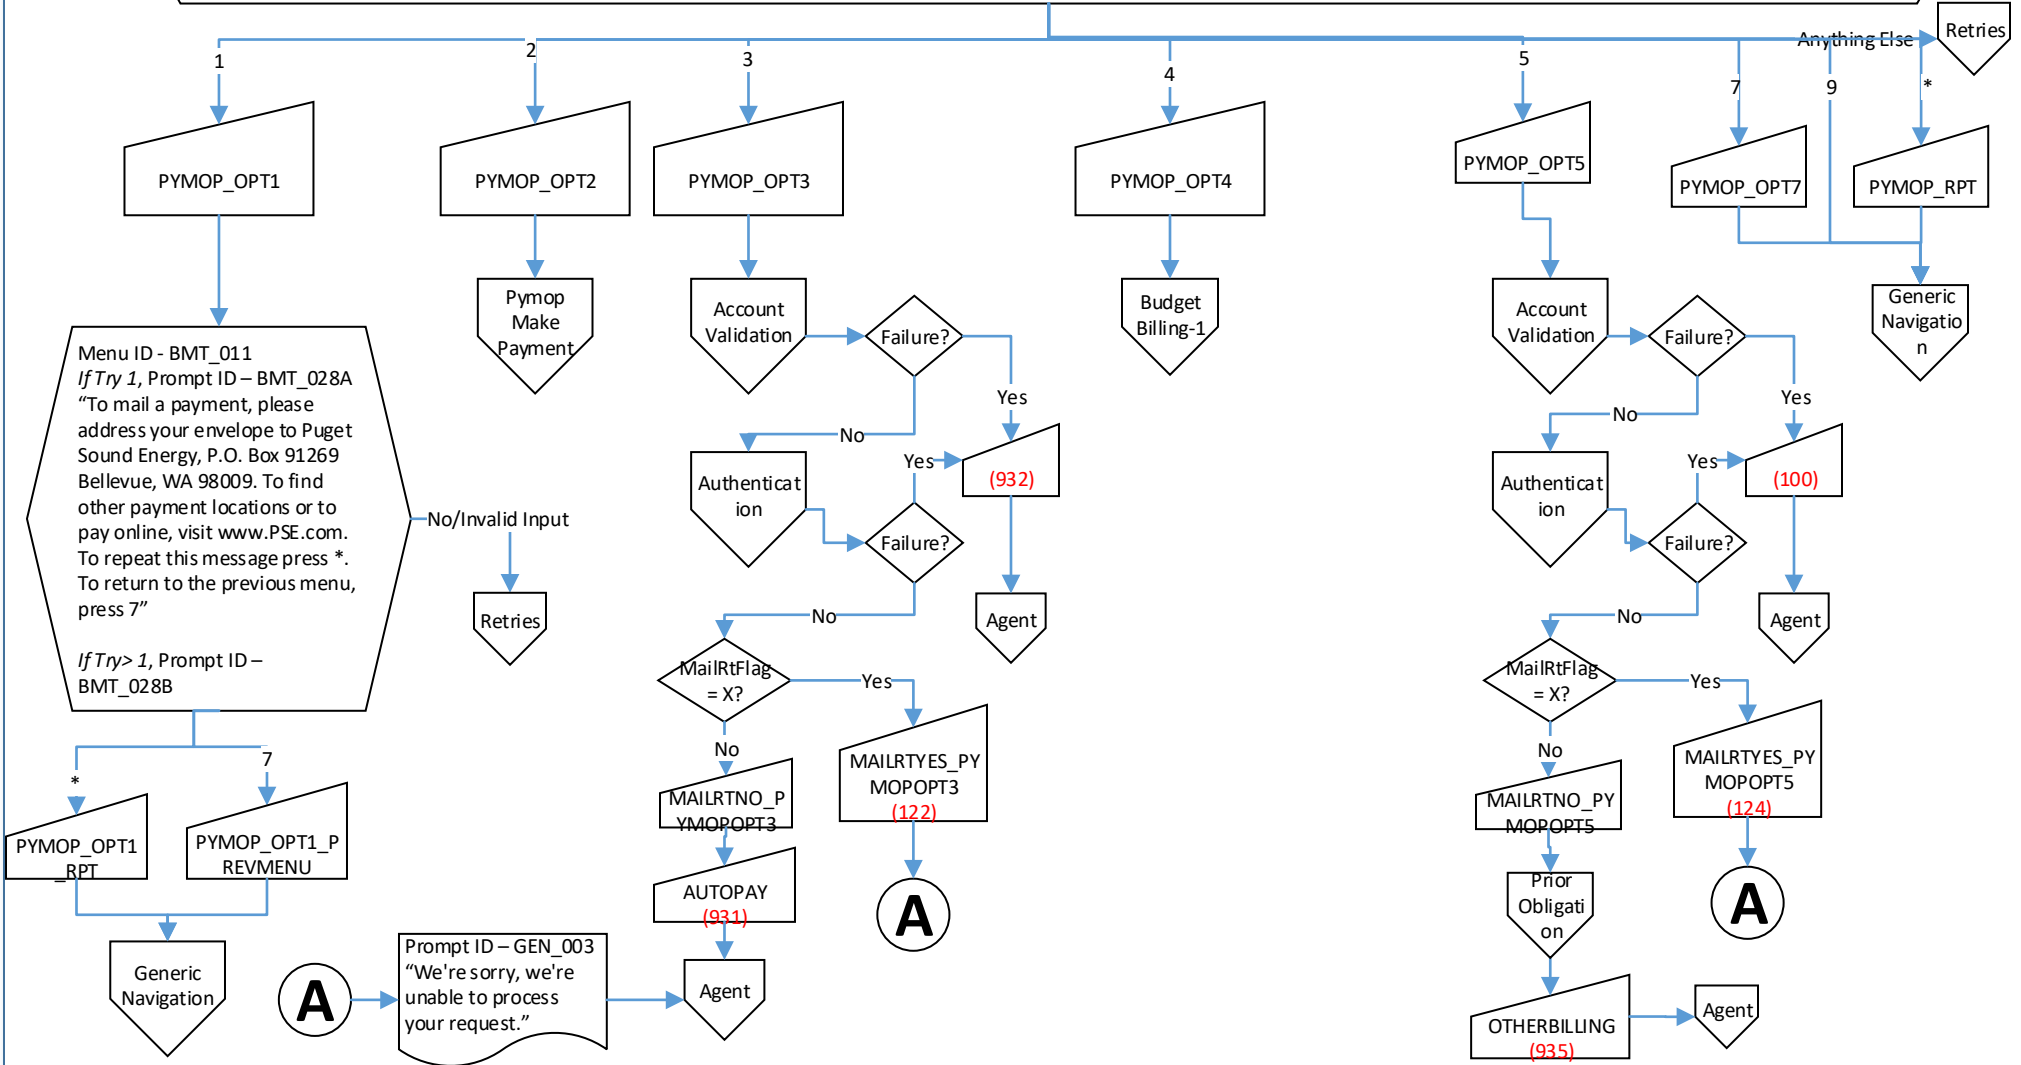 Retries
Anything Else
1
2
3
4
5
7
9
*
PYMOP_OPT1
PYMOP_OPT2
PYMOP_OPT3
PYMOP_OPT4
PYMOP_OPT5
PYMOP_OPT7
PYMOP_RPT
Pymop
Make
Payment
Account
Validation
Failure?
Yes
No
Budget
Billing-1
Account
Validation
Failure?
Yes
No
Generic
Navigatio
n
Menu ID - BMT_011
If Try 1, Prompt ID – BMT_028A
“To mail a payment, please
address your envelope to Puget
Sound Energy, P.O. Box 91269
Bellevue, WA 98009. To find
other payment locations or to
pay online, visit www.PSE.com.
To repeat this message press *.
To return to the previous menu,
press 7”
If Try> 1, Prompt ID –
BMT_028B
No/Invalid Input
Retries
Authenticat
ion
Yes
(932)
Failure?
No
Agent
Authenticat
ion
Yes
(100)
Failure?
No
Agent
MailRtFlag
= X?
Yes
No
MAILRTYES_PY
MOPOPT3
(122)
MAILRTNO_P
YMOPOPT3
AUTOPAY
(931)
A
MailRtFlag
= X?
Yes
No
MAILRTYES_PY
MOPOPT5
(124)
MAILRTNO_PY
MOPOPT5
Prior
Obligati
on
A
*
7
PYMOP_OPT1
_RPT
PYMOP_OPT1_P
REVMENU
Generic
Navigation
A
Prompt ID – GEN_003
“We're sorry, we're
unable to process
your request.”
Agent
OTHERBILLING
(935)
Agent